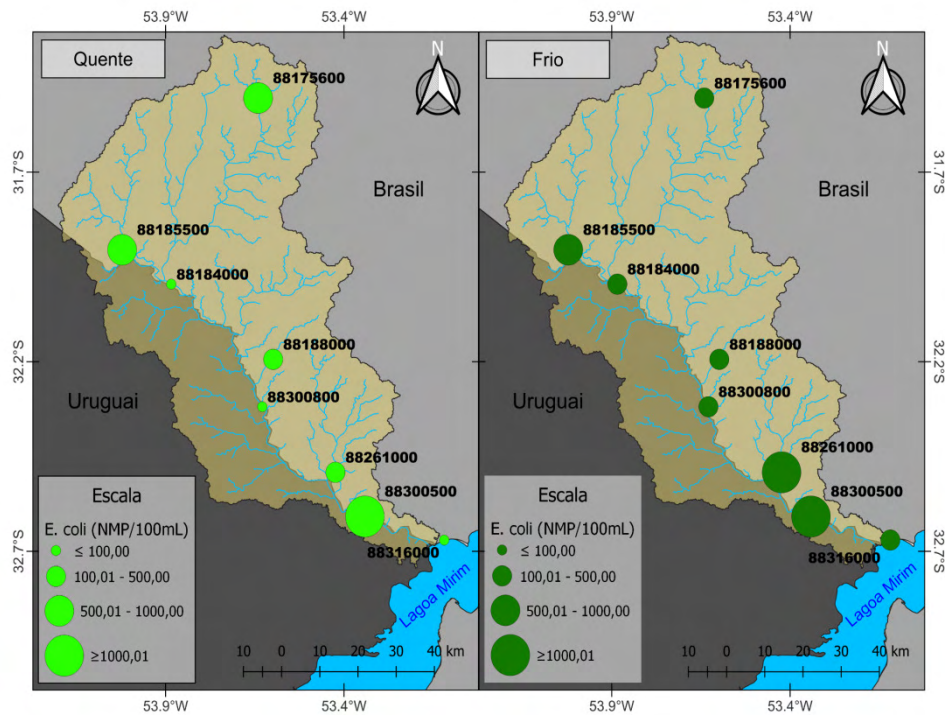 53.9°W 53.4°W 53.9°W 53.4°W
Quente
N
88175600
31.7°S
Brasil
88185500
88184000
32.2°S
88188000
Uruguai
88300800
88261000
88300500
88316000
32.7°S
Lagoa Mirim
Escala
E. coli (NMP/100mL)
≤ 100,00
100,01 - 500,00
500,01 - 1000,00
≥1000,01
10 0 10 20 30 40 km
Frio
N
88175600
31.7°S
Brasil
88185500
88184000
88188000
32.2°S
Uruguai
88300800
88261000
88300500
88316000
32.7°S
Lagoa Mirim
Escala
E. coli (NMP/100mL)
≤ 100,00
100,01 - 500,00
500,01 - 1000,00
≥1000,01
10 0 10 20 30 40 km
53.9°W 53.4°W 53.9°W 53.4°W